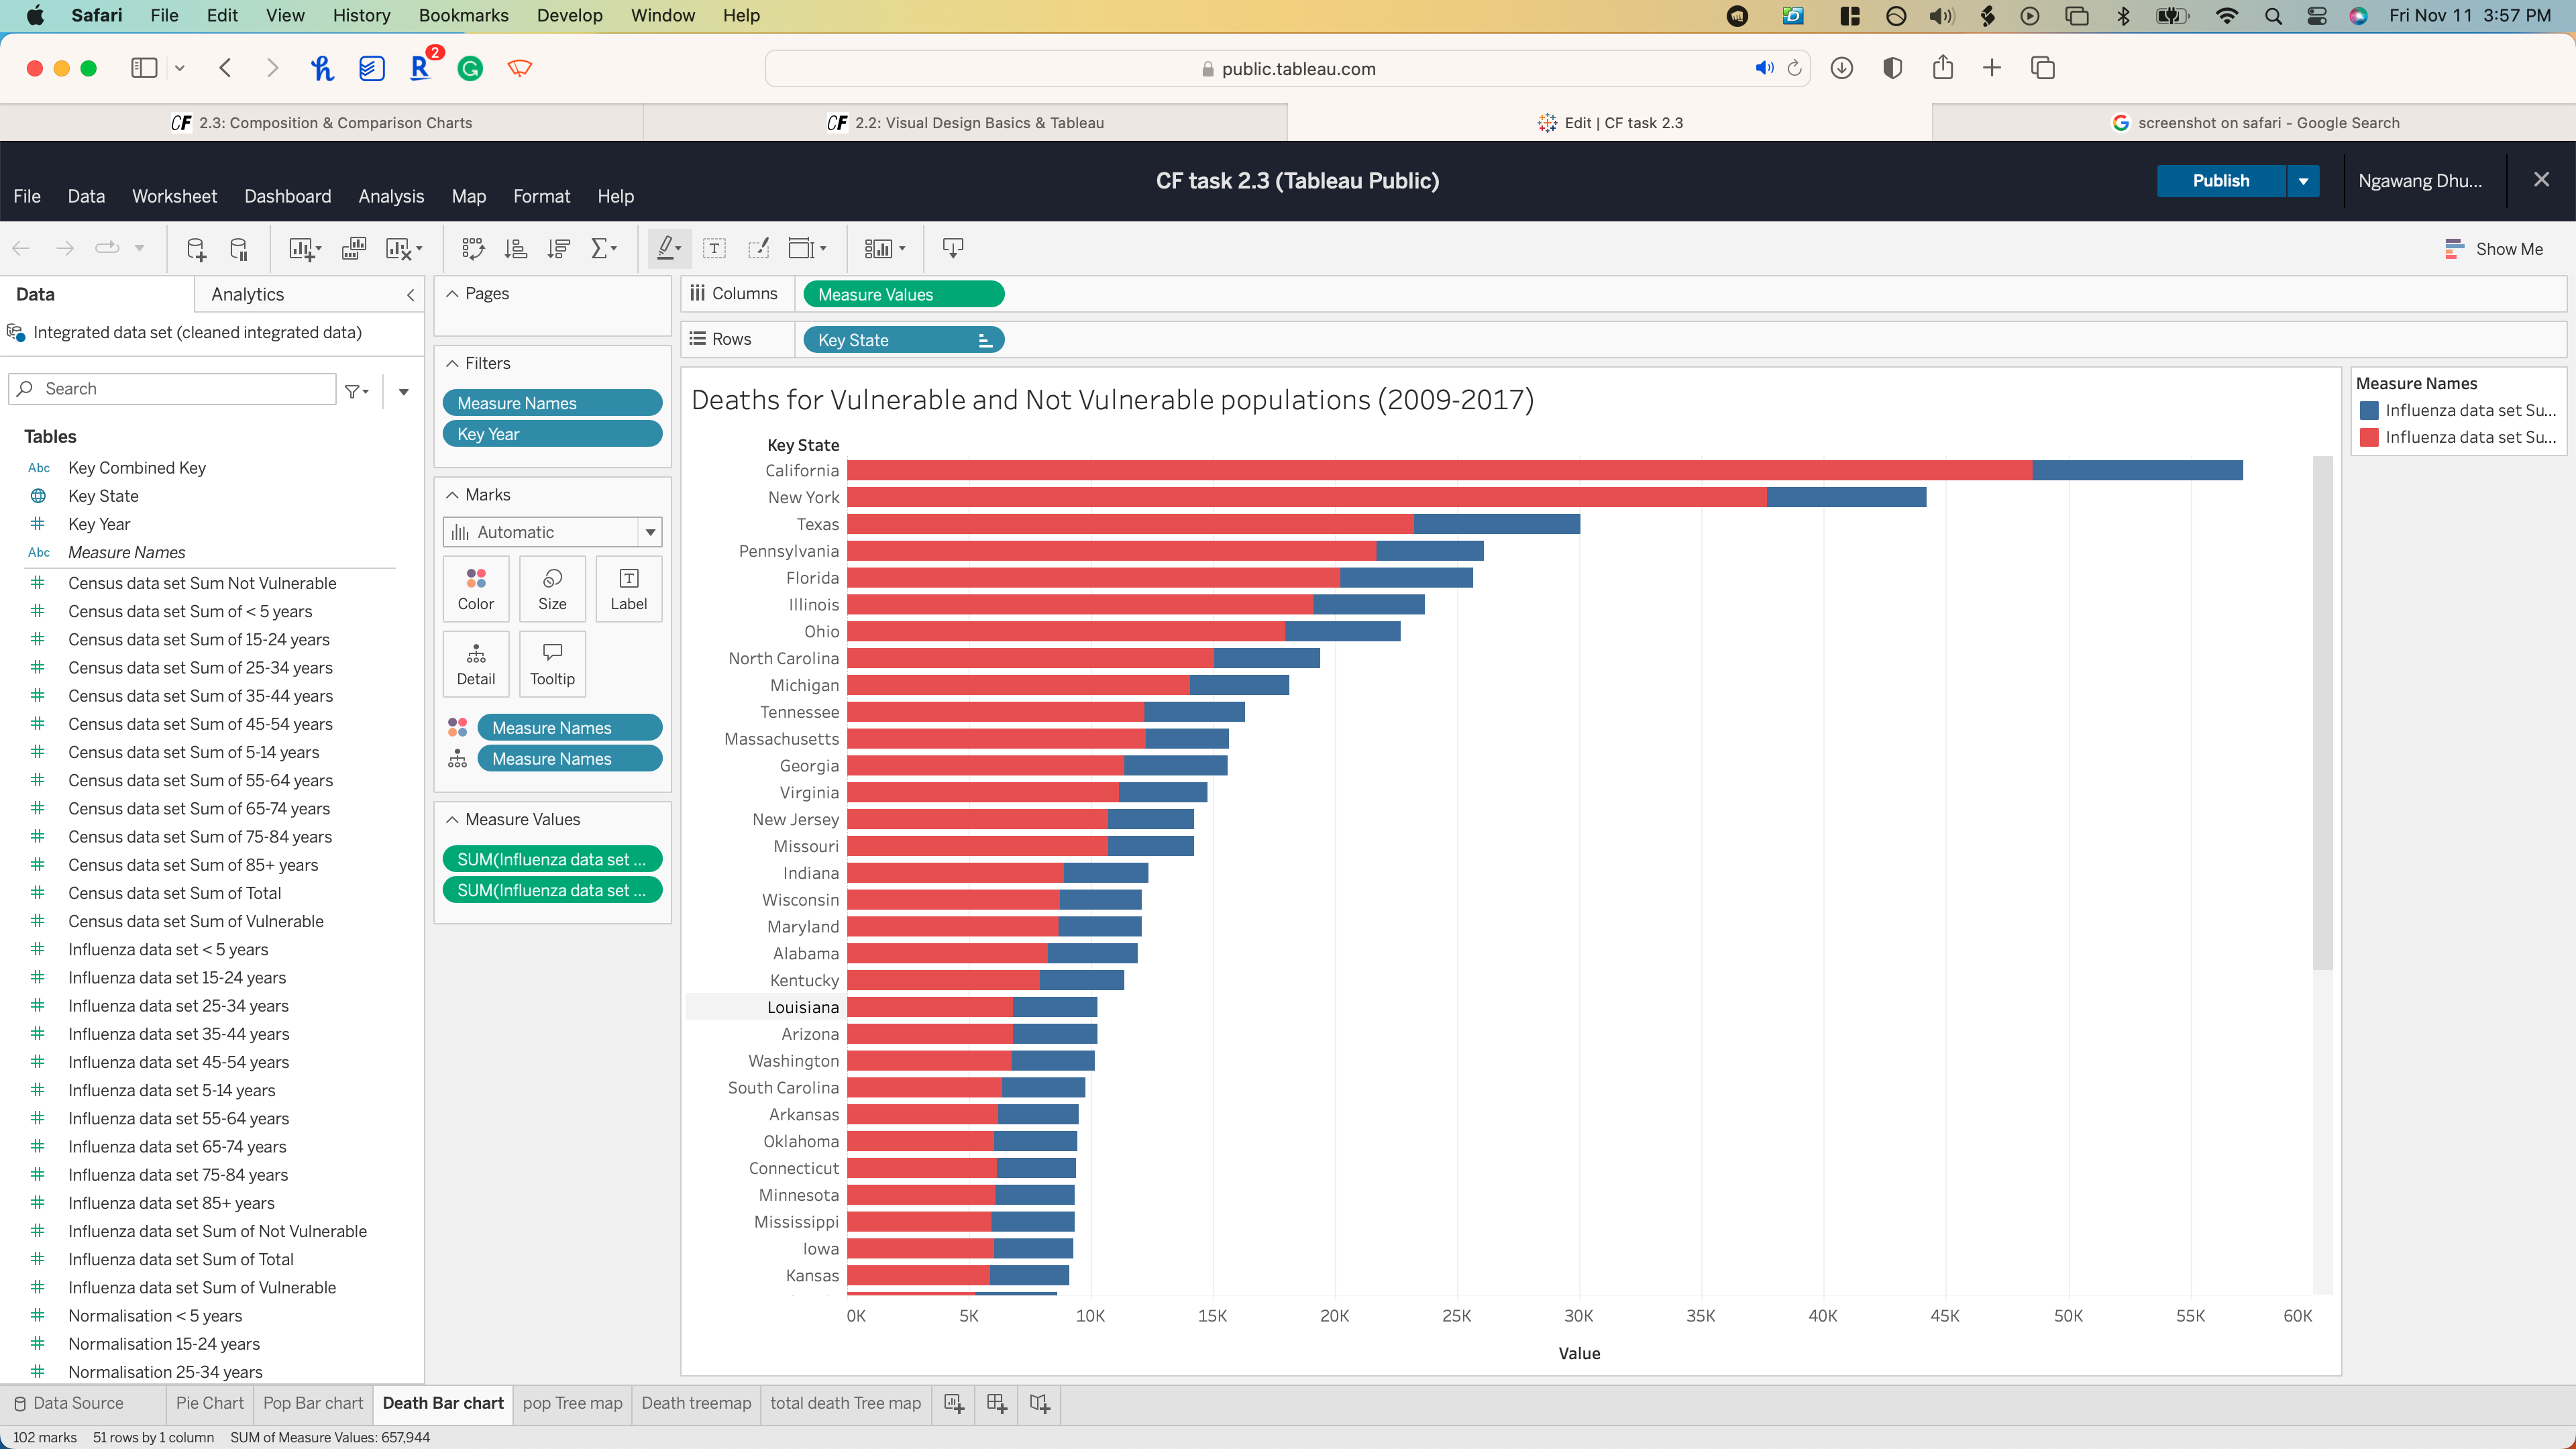 Safari File Edit View History Bookmarks Develop Window Help Fri Nov 11 3:57 PM
2
public.tableau.com
CF 2.3: Composition & Comparison Charts
CF 2.2: Visual Design Basics & Tableau
Edit | CF task 2.3
screenshot on safari - Google Search
CF task 2.3 (Tableau Public)
Publish
Ngawang Dhu...
File Data Worksheet Dashboard Analysis Map Format Help
Show Me
Data
Analytics
Integrated data set (cleaned integrated data)
Search
Tables
Abc Key Combined Key
Key State
# Key Year
Abc Measure Names
# Census data set Sum Not Vulnerable
# Census data set Sum of < 5 years
# Census data set Sum of 15-24 years
# Census data set Sum of 25-34 years
# Census data set Sum of 35-44 years
# Census data set Sum of 45-54 years
# Census data set Sum of 5-14 years
# Census data set Sum of 55-64 years
# Census data set Sum of 65-74 years
# Census data set Sum of 75-84 years
# Census data set Sum of 85+ years
# Census data set Sum of Total
# Census data set Sum of Vulnerable
# Influenza data set < 5 years
# Influenza data set 15-24 years
# Influenza data set 25-34 years
# Influenza data set 35-44 years
# Influenza data set 45-54 years
# Influenza data set 5-14 years
# Influenza data set 55-64 years
# Influenza data set 65-74 years
# Influenza data set 75-84 years
# Influenza data set 85+ years
# Influenza data set Sum of Not Vulnerable
# Influenza data set Sum of Total
# Influenza data set Sum of Vulnerable
# Normalisation < 5 years
# Normalisation 15-24 years
# Normalisation 25-34 years
Pages
Filters
Measure Names
Key Year
Marks
Automatic
Color Size Label
Detail Tooltip
Measure Names
Measure Names
Measure Values
SUM(Influenza data set ...
SUM(Influenza data set ...
Columns Measure Values
Rows Key State
Deaths for Vulnerable and Not Vulnerable populations (2009-2017)
Key State
California
New York
Texas
Pennsylvania
Florida
Illinois
Ohio
North Carolina
Michigan
Tennessee
Massachusetts
Georgia
Virginia
New Jersey
Missouri
Indiana
Wisconsin
Maryland
Alabama
Kentucky
Louisiana
Arizona
Washington
South Carolina
Arkansas
Oklahoma
Connecticut
Minnesota
Mississippi
Iowa
Kansas
0K 5K 10K 15K 20K 25K 30K 35K 40K 45K 50K 55K 60K
Value
Measure Names
Influenza data set Su...
Influenza data set Su...
Data Source Pie Chart Pop Bar chart Death Bar chart pop Tree map Death treemap total death Tree map
102 marks 51 rows by 1 column SUM of Measure Values: 657,944